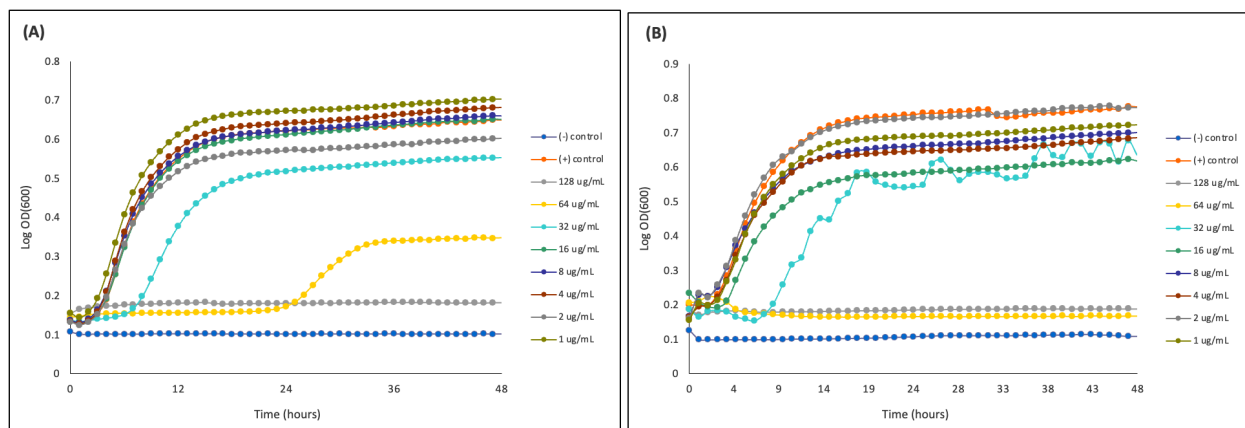 (A)
0.8
0.7
0.6
0.5
0.4
0.3
0.2
0.1
0
0 12 24 36 48
Time (hours)
Log OD(600)
(-) control
(+) control
128 ug/mL
64 ug/mL
32 ug/mL
16 ug/mL
8 ug/mL
4 ug/mL
2 ug/mL
1 ug/mL
(B)
0.9
0.8
0.7
0.6
0.5
0.4
0.3
0.2
0.1
0
0 4 9 14 19 24 28 33 38 43 48
Time (hours)
Log OD(600)
(-) control
(+) control
128 ug/mL
64 ug/mL
32 ug/mL
16 ug/mL
8 ug/mL
4 ug/mL
2 ug/mL
1 ug/mL